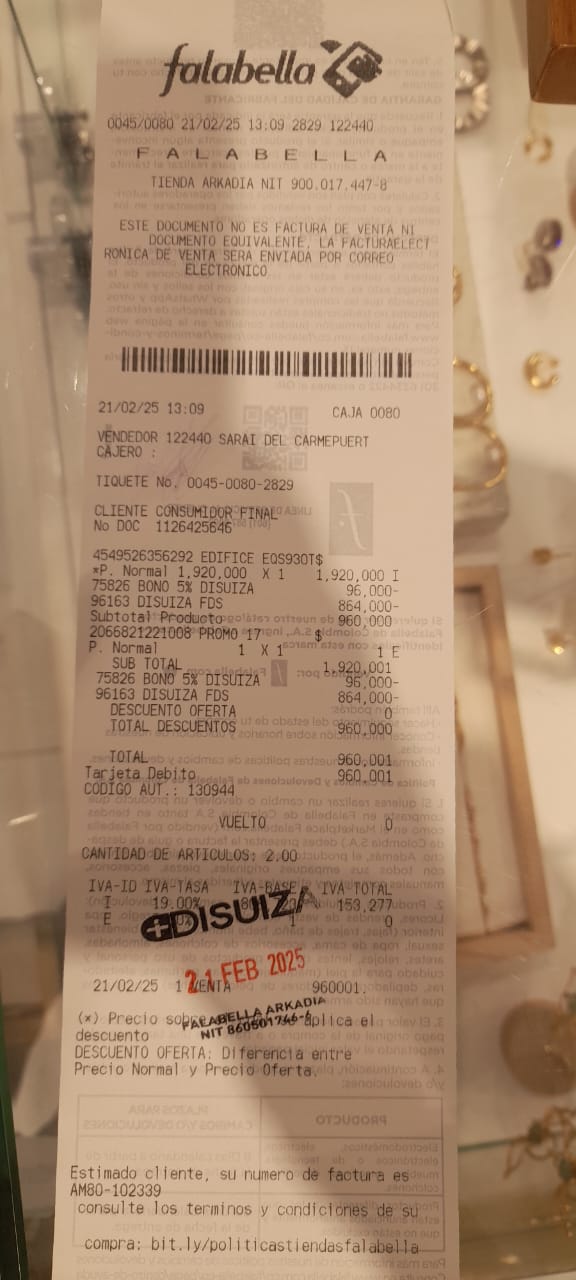 falabella
0045/0080 21/02/25 13:09 2829 122440
F A L A B E L L A
TIENDA ARKADIA NIT 900.017.447-8
ESTE DOCUMENTO NO ES FACTURA DE VENTA NI
DOCUMENTO EQUIVALENTE, LA FACTURAELECT
RONICA DE VENTA SERA ENVIADA POR CORREO
ELECTRONICO
21/02/25 13:09 CAJA 0080
VENDEDOR 122440 SARAI DEL CARMEPUERT
CAJERO :
TIQUETE No. 0045-0080-2829
CLIENTE CONSUMIDOR FINAL
No DOC 1126425646
4549526356292 EDIFICE EQS930T$
*P. Normal 1,920,000 X 1 1,920,000 I
75826 BONO 5% DISUIZA 96,000-
96163 DISUIZA FDS 864,000-
Subtotal Producto 960,000
2066821221008 PROMO 17 $
P. Normal 1 X 1 1 E
SUB TOTAL 1,920,001
75826 BONO 5% DISUIZA 96,000-
96163 DISUIZA FDS 864,000-
DESCUENTO OFERTA 0
TOTAL DESCUENTOS 960,000
TOTAL 960,001
Tarjeta Debito 960,001
CODIGO AUT.: 130944
VUELTO 0
CANTIDAD DE ARTICULOS: 2.00
IVA-ID IVA-TASA IVA-BASE IVA TOTAL
I 19.00% 153,277
E 1 0
DISUIZA
21 FEB 2025
21/02/25 1 VENTA 960001.
FALABELLA ARKADIA
NIT 860501746-6
(*) Precio sobre se aplica el
descuento
DESCUENTO OFERTA: Diferencia entre
Precio Normal y Precio Oferta.
Estimado cliente, su numero de factura es
AM80-102339
consulte los terminos y condiciones de su
compra: bit.ly/politicastiendasfalabella